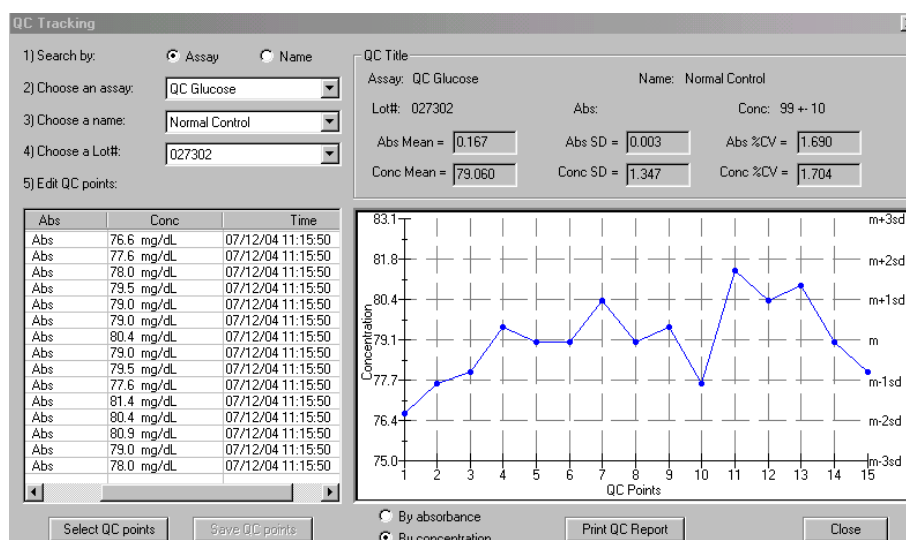 QC Tracking
1) Search by:
Assay
Name
2) Choose an assay:
QC Glucose
3) Choose a name:
Normal Control
4) Choose a Lot#:
027302
5) Edit QC points:
QC Title
Assay: QC Glucose
Name: Normal Control
Lot#: 027302
Abs:
Conc: 99 +- 10
Abs Mean = 0.167
Abs SD = 0.003
Abs %CV = 1.690
Conc Mean = 79.060
Conc SD = 1.347
Conc %CV = 1.704
Abs Conc Time
Abs 76.6 mg/dL 07/12/04 11:15:50
Abs 77.6 mg/dL 07/12/04 11:15:50
Abs 78.0 mg/dL 07/12/04 11:15:50
Abs 79.5 mg/dL 07/12/04 11:15:50
Abs 79.0 mg/dL 07/12/04 11:15:50
Abs 79.0 mg/dL 07/12/04 11:15:50
Abs 80.4 mg/dL 07/12/04 11:15:50
Abs 79.0 mg/dL 07/12/04 11:15:50
Abs 79.5 mg/dL 07/12/04 11:15:50
Abs 77.6 mg/dL 07/12/04 11:15:50
Abs 81.4 mg/dL 07/12/04 11:15:50
Abs 80.4 mg/dL 07/12/04 11:15:50
Abs 80.9 mg/dL 07/12/04 11:15:50
Abs 79.0 mg/dL 07/12/04 11:15:50
Abs 78.0 mg/dL 07/12/04 11:15:50
83.1 m+3sd
81.8 m+2sd
80.4 m+1sd
79.1 m
77.7 m-1sd
76.4 m-2sd
75.0 m-3sd
Concentration
1 2 3 4 5 6 7 8 9 10 11 12 13 14 15
QC Points
Select QC points
Save QC points
By absorbance
By concentration
Print QC Report
Close